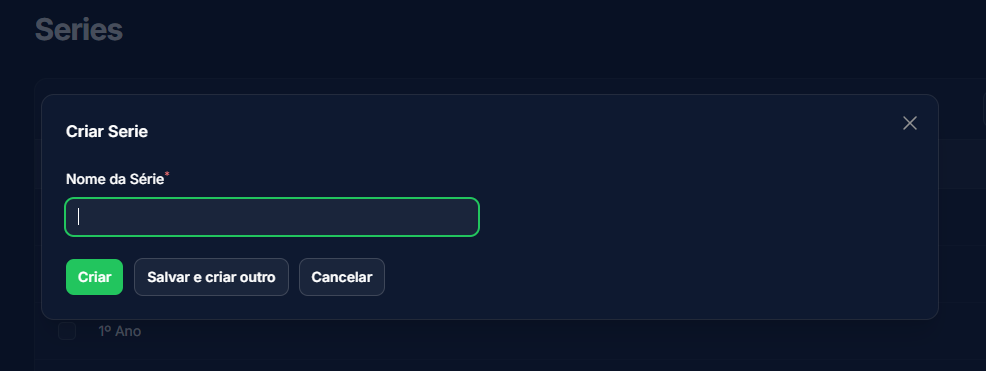 Series
Criar Serie
Nome da Série*
Criar Salvar e criar outro Cancelar
1º Ano